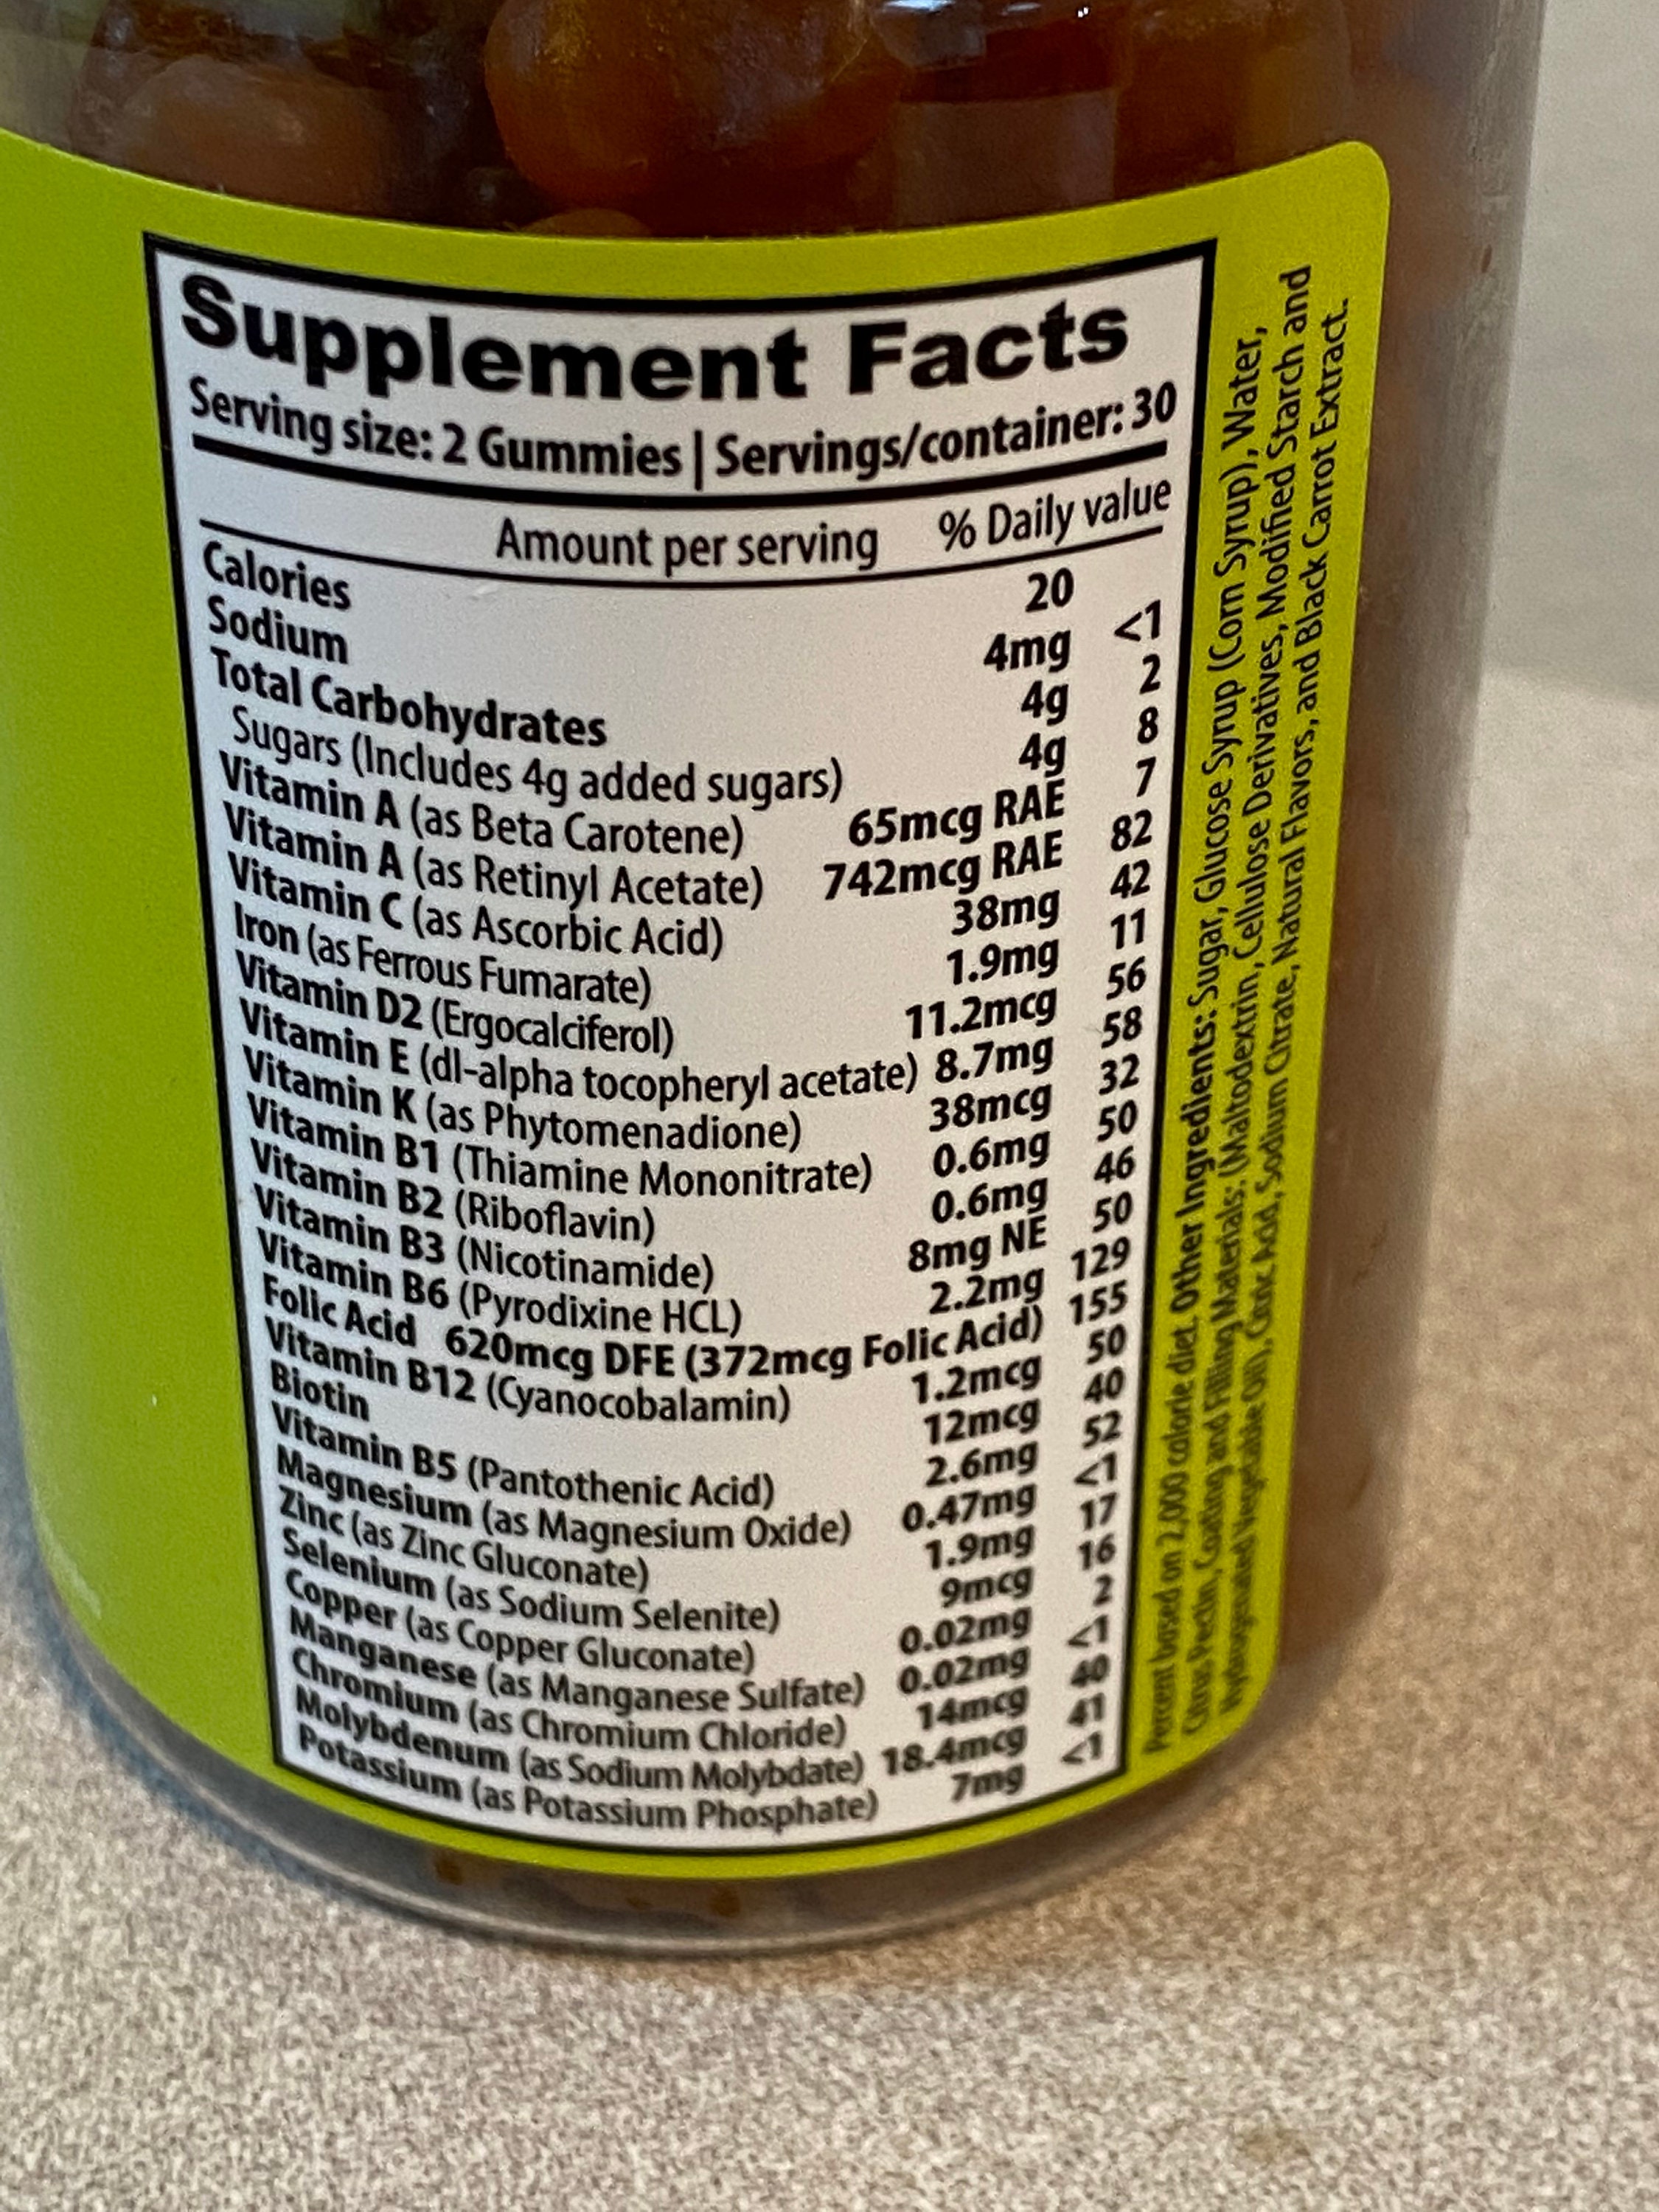 Supplement Facts
Serving size: 2 Gummies | Servings/container: 30
Amount per serving % Daily value
Calories 20
Sodium 4mg <1
Total Carbohydrates 4g 2
Sugars (Includes 4g added sugars) 4g 8
Vitamin A (as Beta Carotene) 65mcg RAE 7
Vitamin A (as Retinyl Acetate) 742mcg RAE 82
Vitamin C (as Ascorbic Acid) 38mg 42
Iron (as Ferrous Fumarate) 1.9mg 11
Vitamin D2 (Ergocalciferol) 11.2mcg 56
Vitamin E (dl-alpha tocopheryl acetate) 8.7mg 58
Vitamin K (as Phytomenadione) 38mcg 32
Vitamin B1 (Thiamine Mononitrate) 0.6mg 50
Vitamin B2 (Riboflavin) 0.6mg 46
Vitamin B3 (Nicotinamide) 8mg NE 50
Vitamin B6 (Pyrodixine HCL) 2.2mg 129
Folic Acid 620mcg DFE (372mcg Folic Acid) 155
Vitamin B12 (Cyanocobalamin) 1.2mcg 50
Biotin 12mcg 40
Vitamin B5 (Pantothenic Acid) 2.6mg 52
Magnesium (as Magnesium Oxide) 0.47mg <1
Zinc (as Zinc Gluconate) 1.9mg 17
Selenium (as Sodium Selenite) 9mcg 16
Copper (as Copper Gluconate) 0.02mg 2
Manganese (as Manganese Sulfate) 0.02mg <1
Chromium (as Chromium Chloride) 14mcg 40
Molybdenum (as Sodium Molybdate) 18.4mcg 41
Potassium (as Potassium Phosphate) 7mg <1
Percent based on 2,000 calorie diet. Other Ingredients: Sugar, Glucose Syrup (Corn Syrup), Water,
Citrus Pectin, Coating and Filling Materials: (Maltodextrin, Cellulose Derivatives, Modified Starch and
Hydrogenated Vegetable Oil), Citric Acid, Sodium Citrate, Natural Flavors, and Black Carrot Extract.